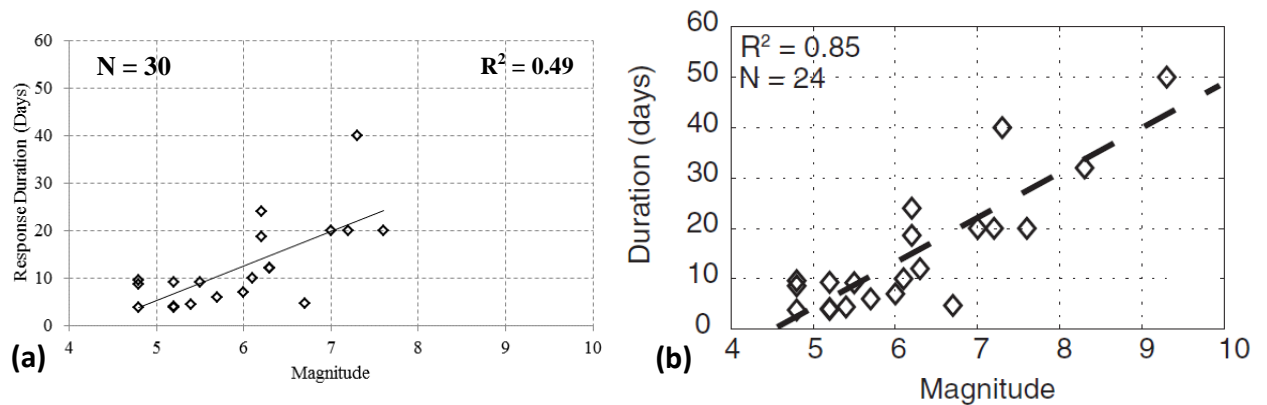 (a)
N = 30
R² = 0.49
Response Duration (Days)
60
50
40
30
20
10
0
4 5 6 7 8 9 10
Magnitude
(b)
R² = 0.85
N = 24
Duration (days)
60
50
40
30
20
10
0
4 5 6 7 8 9 10
Magnitude